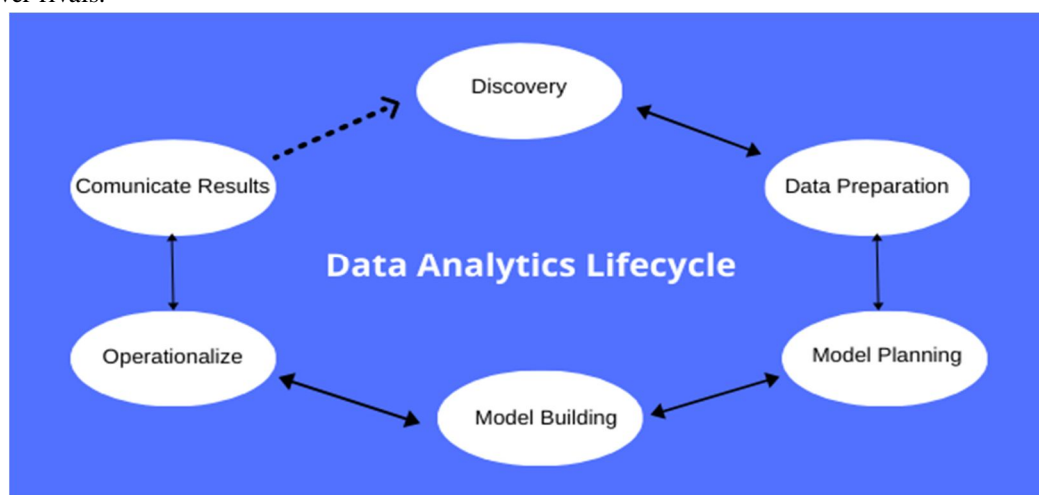 Discovery
Comunicate Results
Data Preparation
Data Analytics Lifecycle
Operationalize
Model Planning
Model Building